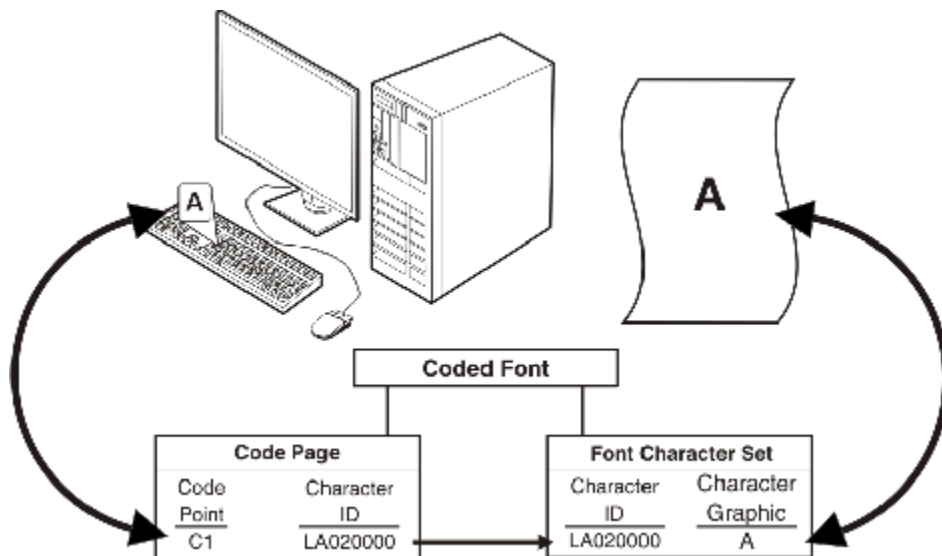 A
A
Coded Font
Code Page
Code Character
Point ID
C1 LA020000
Font Character Set
Character Character
ID Graphic
LA020000 A